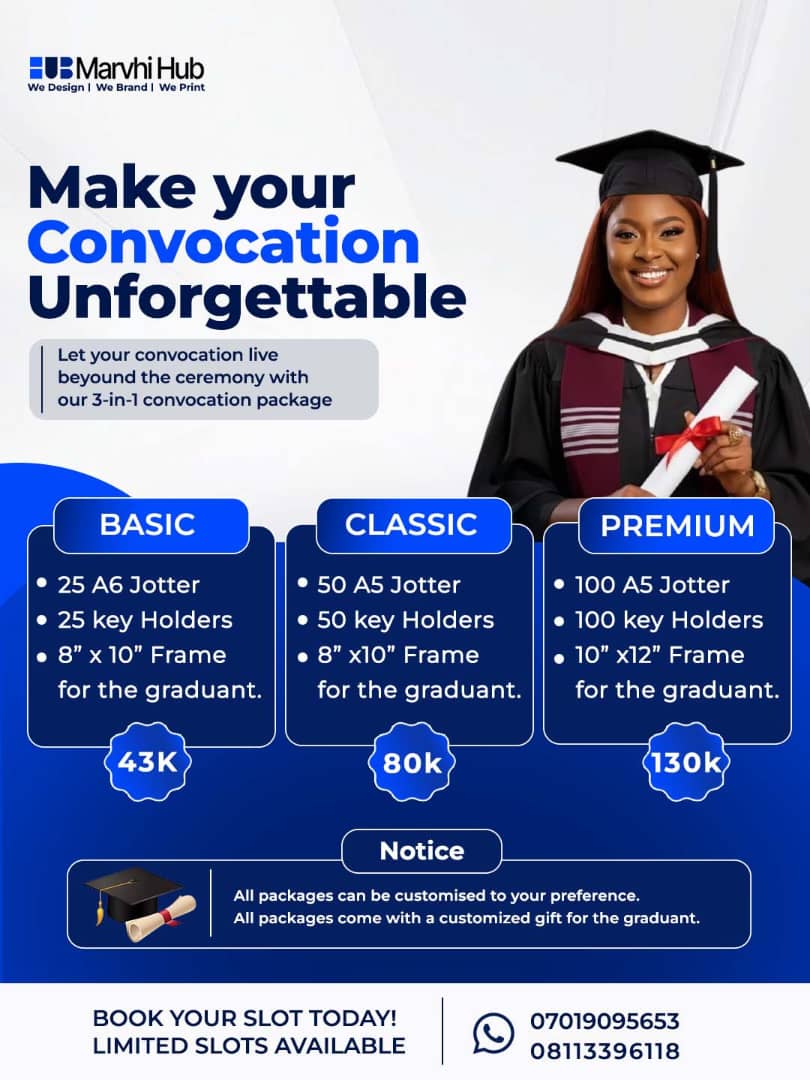 HUB Marvhi Hub
We Design | We Brand | We Print
Make your
Convocation
Unforgettable
Let your convocation live
beyound the ceremony with
our 3-in-1 convocation package
BASIC
• 25 A6 Jotter
• 25 key Holders
• 8” x 10” Frame
for the graduant.
43K
CLASSIC
• 50 A5 Jotter
• 50 key Holders
• 8” x10” Frame
for the graduant.
80k
PREMIUM
• 100 A5 Jotter
• 100 key Holders
• 10” x12” Frame
for the graduant.
130k
Notice
All packages can be customised to your preference.
All packages come with a customized gift for the graduant.
BOOK YOUR SLOT TODAY!
LIMITED SLOTS AVAILABLE
07019095653
08113396118